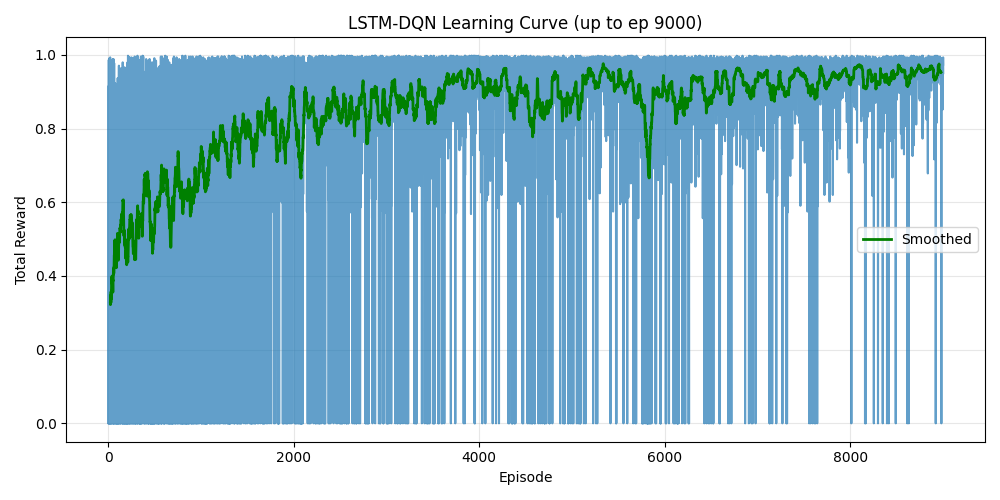 LSTM-DQN Learning Curve (up to ep 9000)
1.0
0.8
0.6
0.4
0.2
0.0
Total Reward
Smoothed
0 2000 4000 6000 8000
Episode